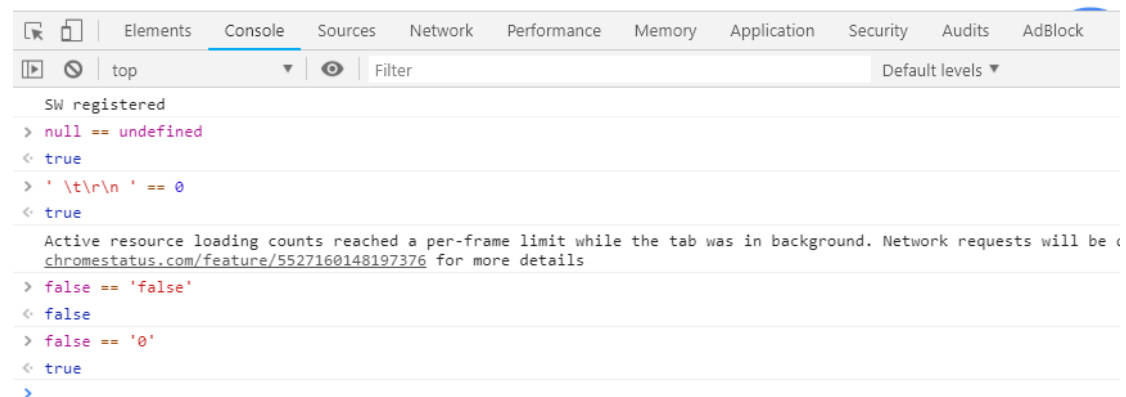 Elements Console Sources Network Performance Memory Application Security Audits AdBlock
top Filter Default levels
SW registered
> null == undefined
< true
> ' \t\r\n ' == 0
< true
Active resource loading counts reached a per-frame limit while the tab was in background. Network requests will be
chromestatus.com/feature/5527160148197376 for more details
> false == 'false'
< false
> false == '0'
< true
>